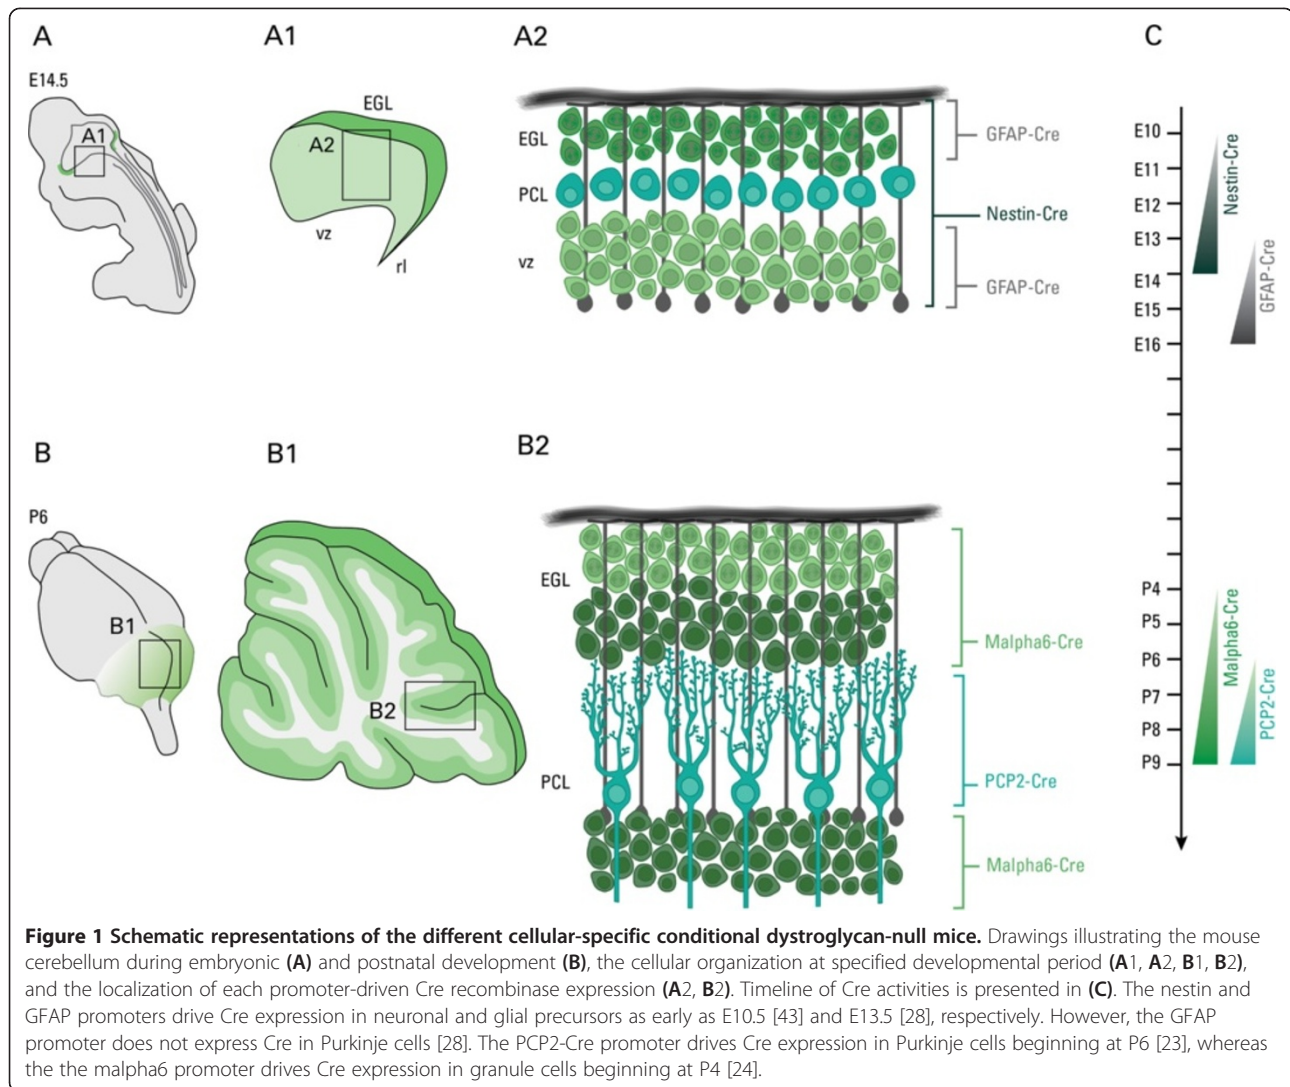 A
A1
A2
C
E14.5
A1
EGL
A2
vz
rl
EGL
PCL
vz
GFAP-Cre
Nestin-Cre
GFAP-Cre
E10
E11
E12
E13
E14
E15
E16
Nestin-Cre
GFAP-Cre
B
B1
B2
P6
B1
B2
EGL
PCL
Malpha6-Cre
PCP2-Cre
Malpha6-Cre
P4
P5
P6
P7
P8
P9
Malpha6-Cre
PCP2-Cre
Figure 1 Schematic representations of the different cellular-specific conditional dystroglycan-null mice. Drawings illustrating the mouse
cerebellum during embryonic (A) and postnatal development (B), the cellular organization at specified developmental period (A1, A2, B1, B2),
and the localization of each promoter-driven Cre recombinase expression (A2, B2). Timeline of Cre activities is presented in (C). The nestin and
GFAP promoters drive Cre expression in neuronal and glial precursors as early as E10.5 [43] and E13.5 [28], respectively. However, the GFAP
promoter does not express Cre in Purkinje cells [28]. The PCP2-Cre promoter drives Cre expression in Purkinje cells beginning at P6 [23], whereas
the the malpha6 promoter drives Cre expression in granule cells beginning at P4 [24].